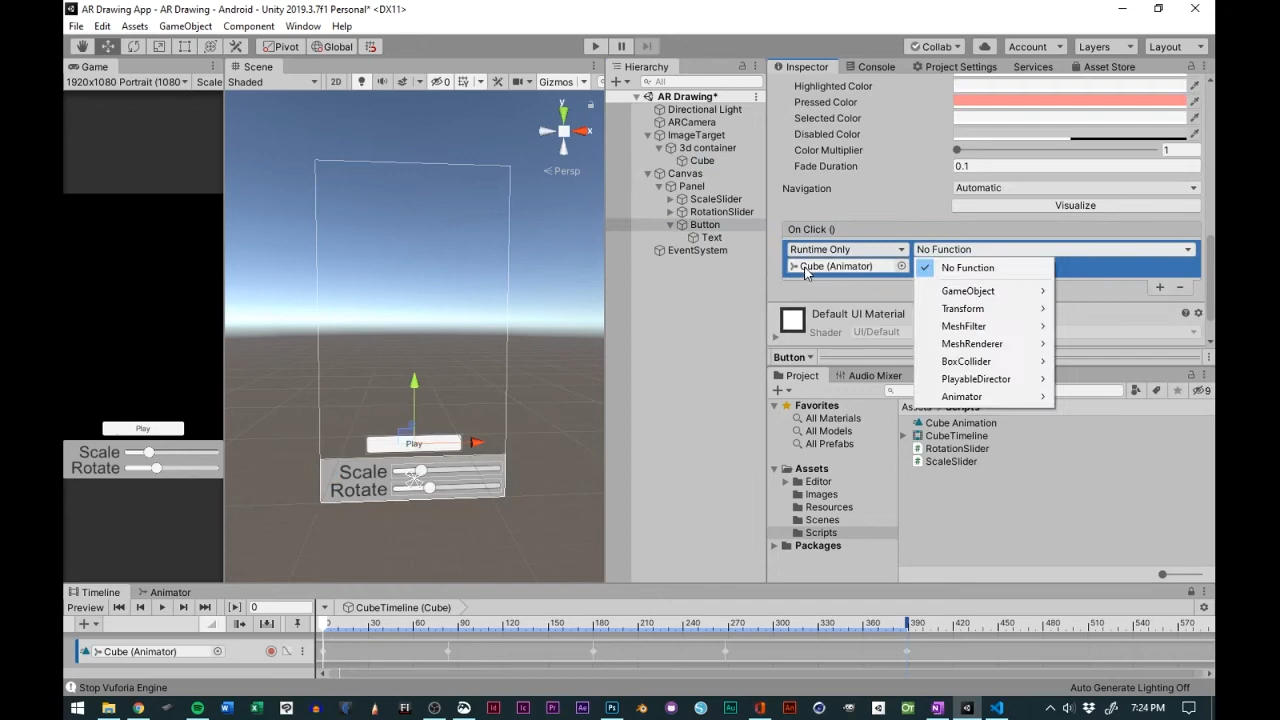 AR Drawing App - AR Drawing - Android - Unity 2019.3.7f1 Personal* <DX11>
File Edit Assets GameObject Component Window Help
Pivot Global Collab Account Layers Layout
Game
1920x1080 Portrait (1080 Scale
Play
Scale
Rotate
Scene
Shaded 2D 0 Gizmos
y
x
Persp
Play
Scale
Rotate
Hierarchy
All
AR Drawing*
Directional Light
ARCamera
ImageTarget
3d container
Cube
Canvas
Panel
ScaleSlider
RotationSlider
Button
Text
EventSystem
Inspector Console Project Settings Services Asset Store
Highlighted Color
Pressed Color
Selected Color
Disabled Color
Color Multiplier 1
Fade Duration 0.1
Navigation Automatic
Visualize
On Click ()
Runtime Only No Function
Cube (Animator)
No Function
GameObject
Transform
MeshFilter
MeshRenderer
BoxCollider
PlayableDirector
Animator
Default UI Material
Shader UI/Default
Button
Project Audio Mixer
9
Favorites
All Materials
All Models
All Prefabs
Assets
Editor
Images
Resources
Scenes
Scripts
Packages
Assets Scripts
Cube Animation
CubeTimeline
RotationSlider
ScaleSlider
Timeline Animator
Preview 0 CubeTimeline (Cube)
0 30 60 90 120 150 180 210 240 270 300 330 360 390 420 450 480 510 540 570
Cube (Animator)
Stop Vuforia Engine Auto Generate Lighting Off
7:24 PM